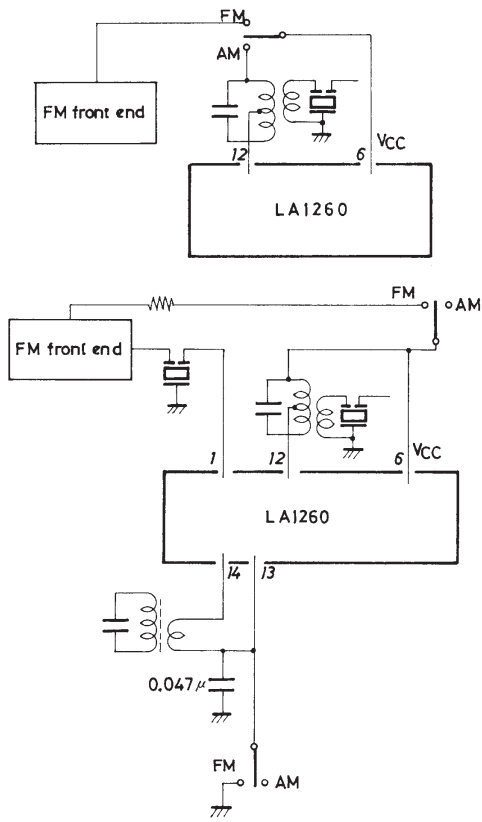 FM
AM
FM front end
12
6
VCC
LA1260
FM
AM
FM front end
1
12
6
VCC
LA1260
14
13
0.047μ
FM
AM